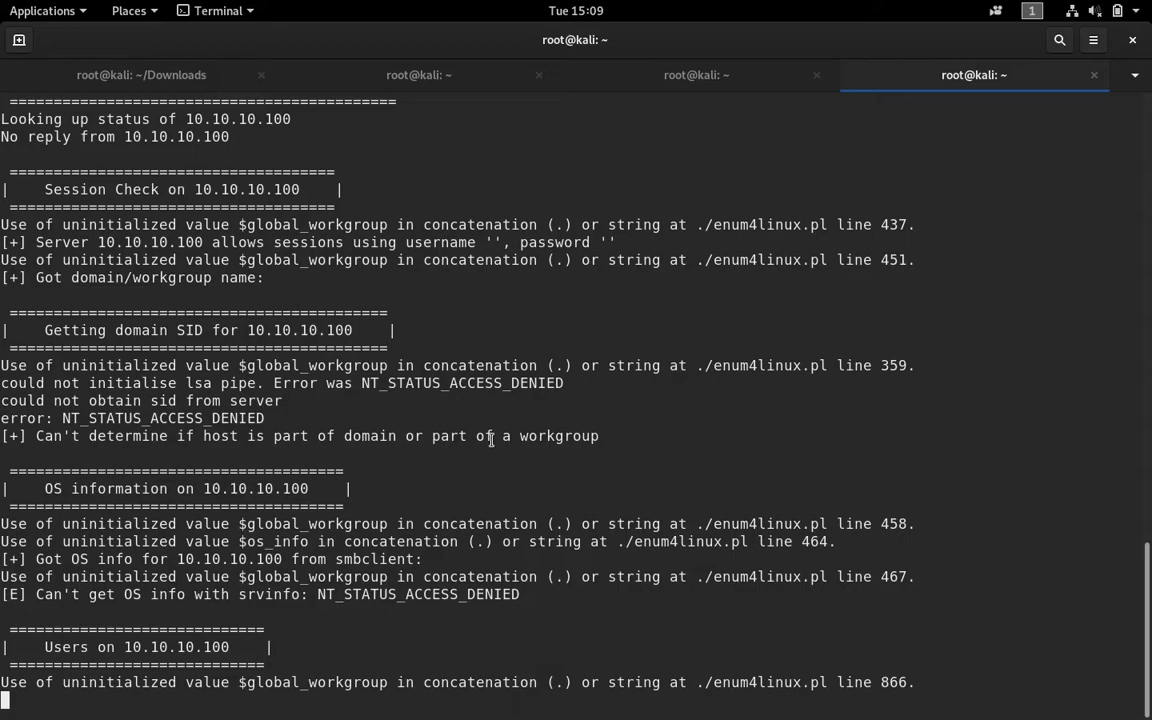 Applications Places Terminal Tue 15:09 1
root@kali: ~
root@kali: ~/Downloads × root@kali: ~ × root@kali: ~ × root@kali: ~ ×
===========================================
Looking up status of 10.10.10.100
No reply from 10.10.10.100
=====================================
| Session Check on 10.10.10.100 |
=====================================
Use of uninitialized value $global_workgroup in concatenation (.) or string at ./enum4linux.pl line 437.
[+] Server 10.10.10.100 allows sessions using username '', password ''
Use of uninitialized value $global_workgroup in concatenation (.) or string at ./enum4linux.pl line 451.
[+] Got domain/workgroup name:
===========================================
| Getting domain SID for 10.10.10.100 |
===========================================
Use of uninitialized value $global_workgroup in concatenation (.) or string at ./enum4linux.pl line 359.
could not initialise lsa pipe. Error was NT_STATUS_ACCESS_DENIED
could not obtain sid from server
error: NT_STATUS_ACCESS_DENIED
[+] Can't determine if host is part of domain or part of a workgroup
======================================
| OS information on 10.10.10.100 |
======================================
Use of uninitialized value $global_workgroup in concatenation (.) or string at ./enum4linux.pl line 458.
Use of uninitialized value $os_info in concatenation (.) or string at ./enum4linux.pl line 464.
[+] Got OS info for 10.10.10.100 from smbclient:
Use of uninitialized value $global_workgroup in concatenation (.) or string at ./enum4linux.pl line 467.
[E] Can't get OS info with srvinfo: NT_STATUS_ACCESS_DENIED
=============================
| Users on 10.10.10.100 |
=============================
Use of uninitialized value $global_workgroup in concatenation (.) or string at ./enum4linux.pl line 866.